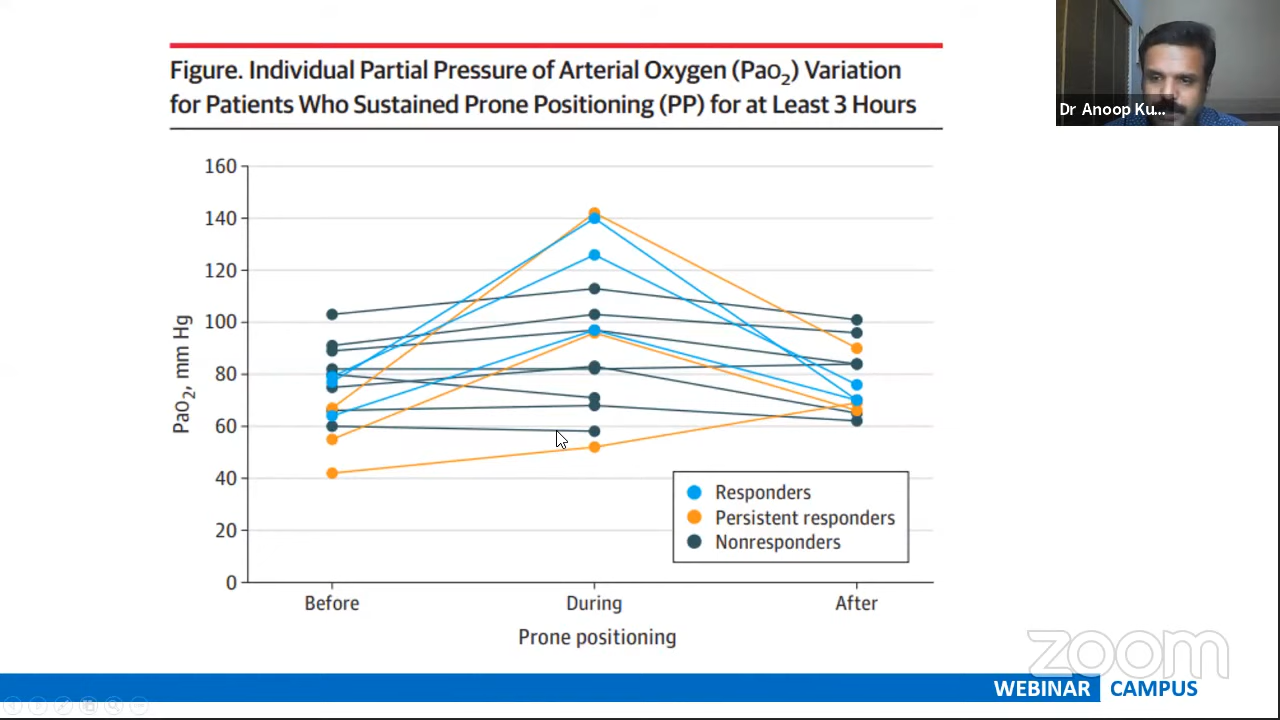 Figure. Individual Partial Pressure of Arterial Oxygen (PaO2) Variation
for Patients Who Sustained Prone Positioning (PP) for at Least 3 Hours
Dr Anoop Ku...
160
140
120
100
80
60
40
20
0
PaO2, mm Hg
Responders
Persistent responders
Nonresponders
Before
During
After
Prone positioning
zoom
WEBINAR CAMPUS